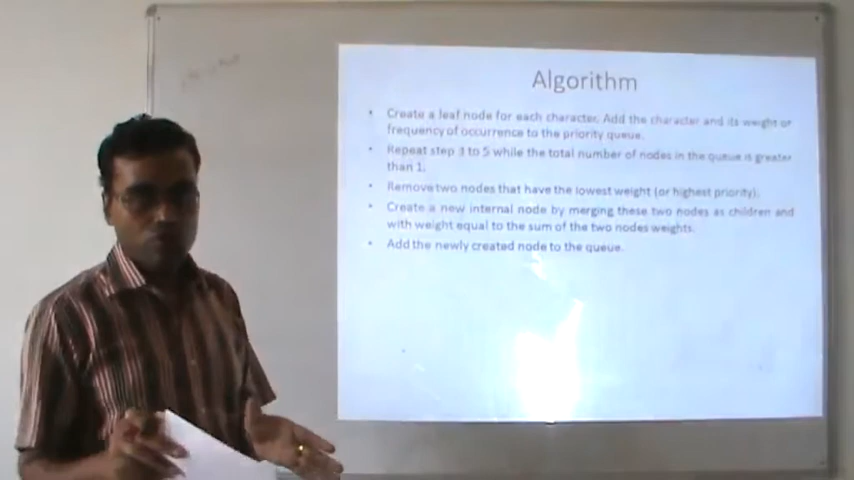 Algorithm
• Create a leaf node for each character. Add the character and its weight or
frequency of occurrence to the priority queue.
• Repeat step 3 to 5 while the total number of nodes in the queue is greater
than 1.
• Remove two nodes that have the lowest weight (or highest priority).
• Create a new internal node by merging these two nodes as children and
with weight equal to the sum of the two nodes weights.
• Add the newly created node to the queue.